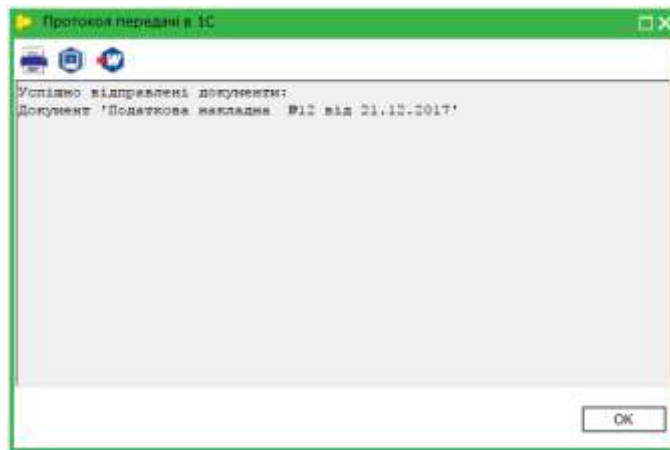 Протокол передачі в 1С
Успішно відправлені документи:
Документ 'Податкова накладна №12 від 21.12.2017'
OK